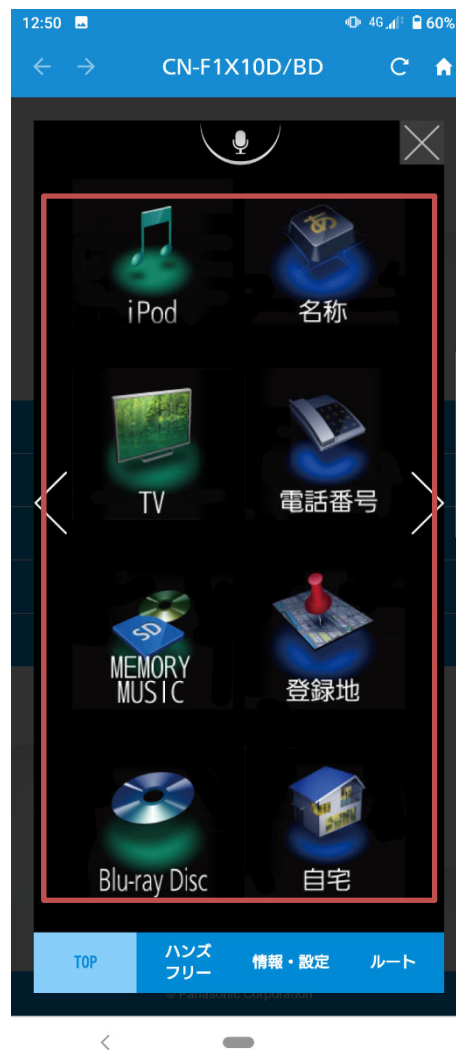 12:50 4G 60%
CN-F1X10D/BD
あ
iPod 名称
TV 電話番号
SD
MEMORY
MUSIC 登録地
Blu-ray Disc 自宅
TOP ハンズ
フリー 情報・設定 ルート
© Panasonic Corporation